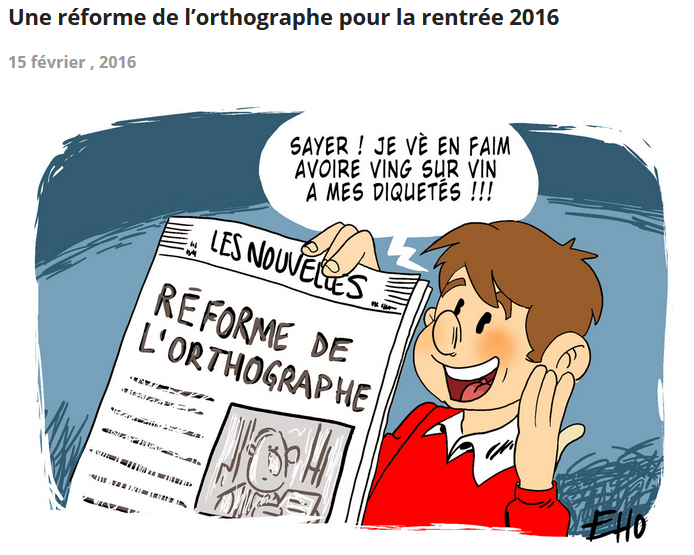 Une réforme de l’orthographe pour la rentrée 2016
15 février , 2016
SAYER ! JE VÈ EN FAIM
AVOIRE VING SUR VIN
A MES DIQUETÉS !!!
LES NOUVELLES
RÉFORME DE
L'ORTHOGRAPHE
EHO